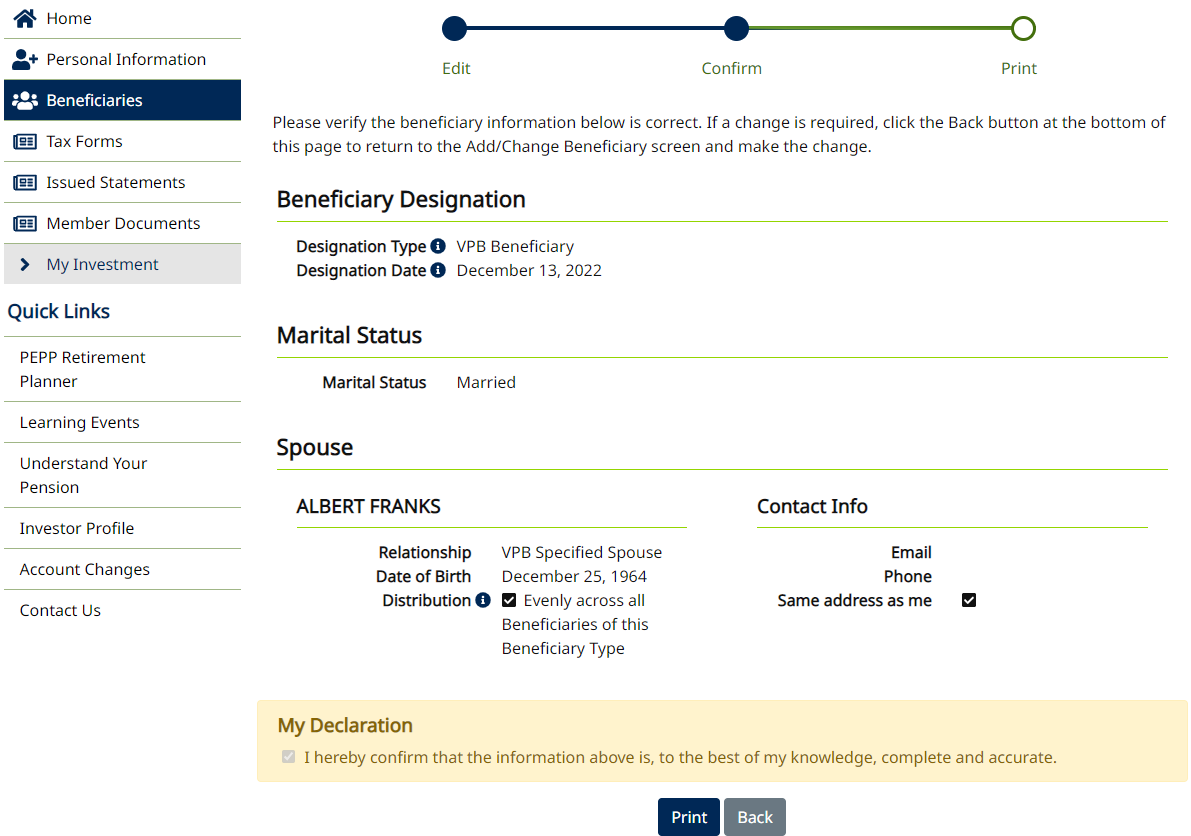 Home
Personal Information
Beneficiaries
Tax Forms
Issued Statements
Member Documents
My Investment
Quick Links
PEPP Retirement
Planner
Learning Events
Understand Your
Pension
Investor Profile
Account Changes
Contact Us
Edit Confirm Print
Please verify the beneficiary information below is correct. If a change is required, click the Back button at the bottom of
this page to return to the Add/Change Beneficiary screen and make the change.
Beneficiary Designation
Designation Type VPB Beneficiary
Designation Date December 13, 2022
Marital Status
Marital Status Married
Spouse
ALBERT FRANKS
Relationship VPB Specified Spouse
Date of Birth December 25, 1964
Distribution Evenly across all
Beneficiaries of this
Beneficiary Type
Contact Info
Email
Phone
Same address as me
My Declaration
I hereby confirm that the information above is, to the best of my knowledge, complete and accurate.
Print Back